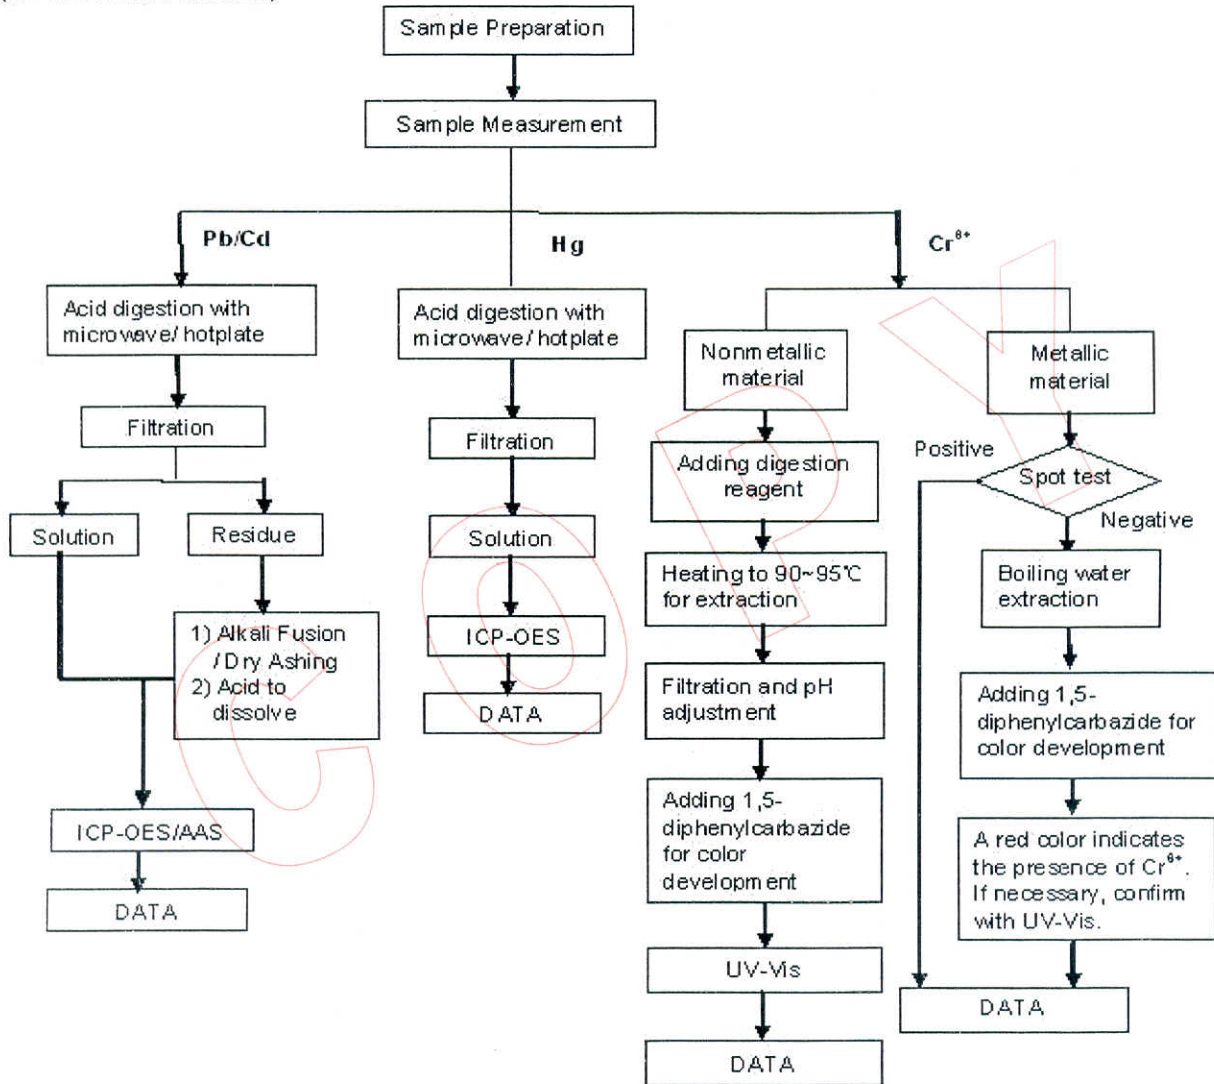 Sample Preparation
Sample Measurement
Pb/Cd
Hg
Cr⁶⁺
Acid digestion with
microwave/ hotplate
Filtration
Solution
Residue
1) Alkali Fusion
/ Dry Ashing
2) Acid to
dissolve
ICP-OES/AAS
DATA
Acid digestion with
microwave/ hotplate
Filtration
Solution
ICP-OES
DATA
Nonmetallic
material
Adding digestion
reagent
Heating to 90~95℃
for extraction
Filtration and pH
adjustment
Adding 1,5-
diphenylcarbazide
for color
development
UV-Vis
DATA
Metallic
material
Positive
Spot test
Negative
Boiling water
extraction
Adding 1,5-
diphenylcarbazide for
color development
A red color indicates
the presence of Cr⁶⁺.
If necessary, confirm
with UV-Vis.
DATA
COPY